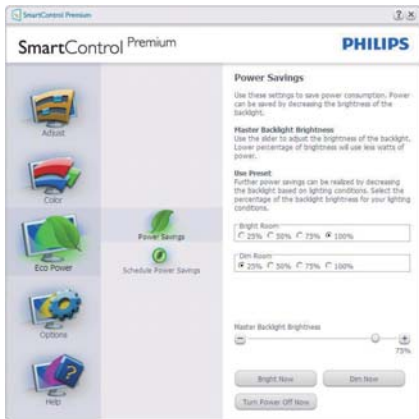 SmartControl Premium
SmartControl Premium
PHILIPS
Adjust
Color
Eco Power
Options
Help
Power Savings
Schedule Power Savings
Power Savings
Use these settings to save power consumption. Power
can be saved by decreasing the brightness of the
backlight.
Master Backlight Brightness
Use the slider to adjust the brightness of the backlight.
Lower percentage of brightness will use less watts of
power.
Use Preset
Further power savings can be realized by decreasing
the backlight based on lighting conditions. Select the
percentage of the backlight brightness for your lighting
conditions.
Bright Room
25% 50% 75% 100%
Dim Room
25% 50% 75% 100%
Master Backlight Brightness
75%
Bright Now
Dim Now
Turn Power Off Now